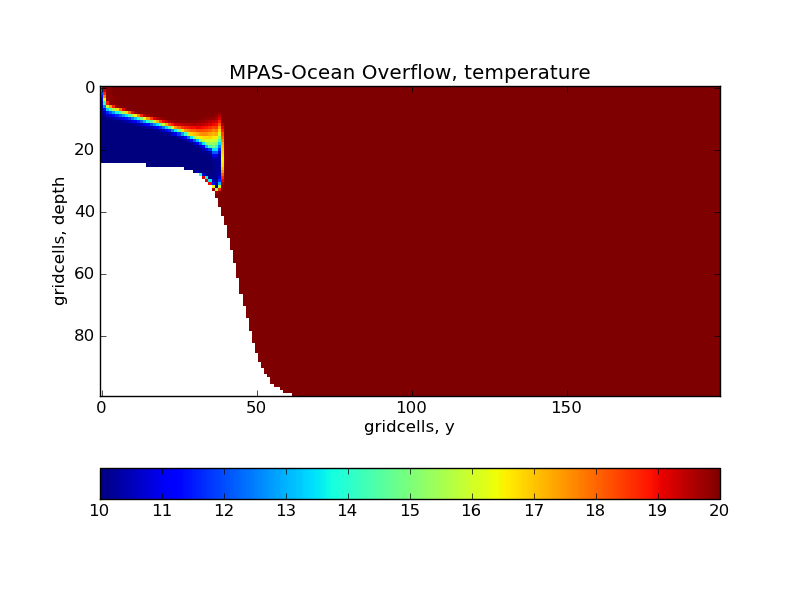 MPAS-Ocean Overflow, temperature
0
20
40
60
80
gridcells, depth
0 50 100 150
gridcells, y
10 11 12 13 14 15 16 17 18 19 20